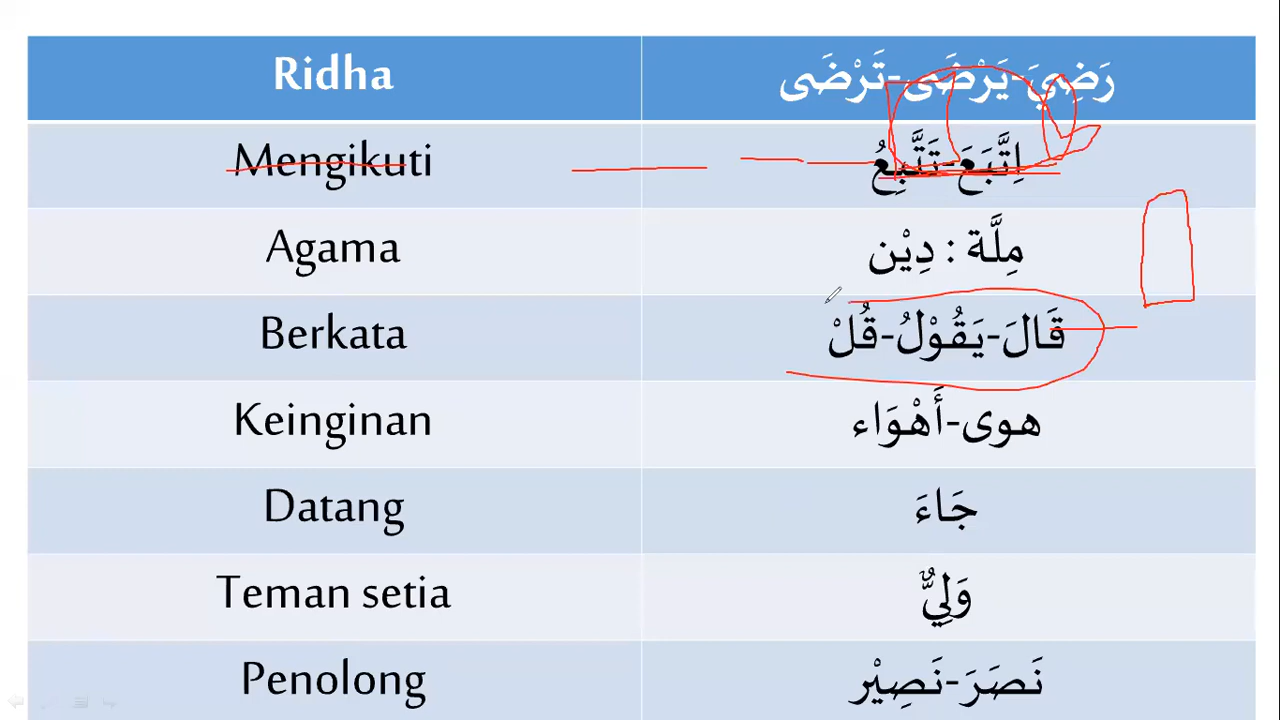 Ridha رَضِيَ-يَرْضَى-تَرْضَى
Mengikuti اِتَّبَعَ-تَتَّبِعُ
Agama مِلَّة : دِيْن
Berkata قَالَ-يَقُوْلُ-قُلْ
Keinginan هوى-أَهْوَاء
Datang جَاءَ
Teman setia وَلِيٌّ
Penolong نَصَرَ-نَصِيْر